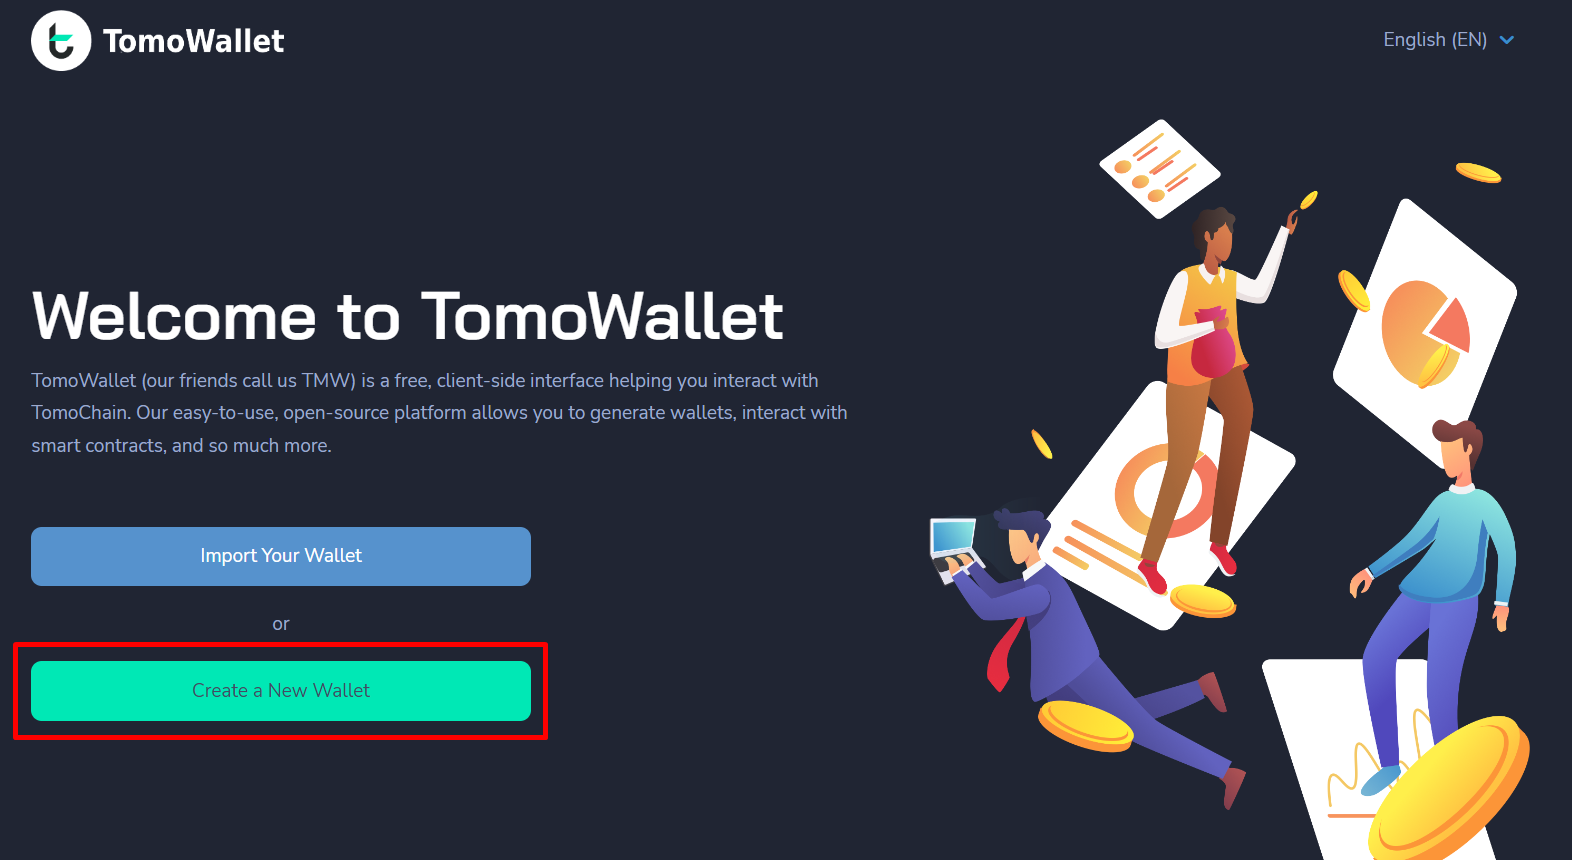 TomoWallet
English (EN)
Welcome to TomoWallet
TomoWallet (our friends call us TMW) is a free, client-side interface helping you interact with
TomoChain. Our easy-to-use, open-source platform allows you to generate wallets, interact with
smart contracts, and so much more.
Import Your Wallet
or
Create a New Wallet